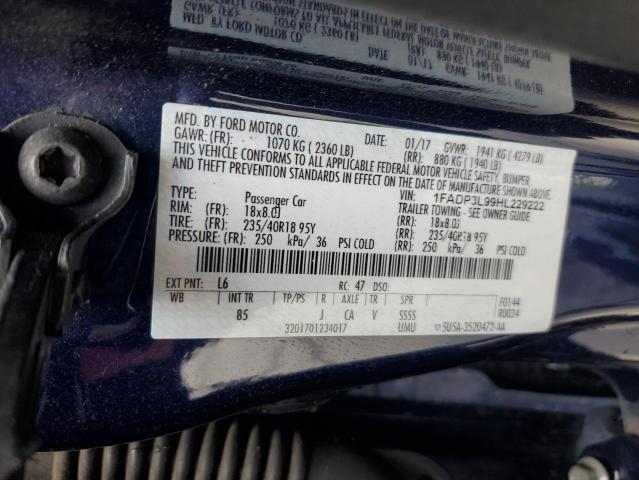 MFD. BY FORD MOTOR CO.
DATE: 01/17 GVWR: 1941 KG ( 4279 LB)
GAWR: (FR): 1070 KG ( 2360 LB) (RR): 880 KG ( 1940 LB)
THIS VEHICLE CONFORMS TO ALL APPLICABLE FEDERAL MOTOR VEHICLE SAFETY, BUMPER,
AND THEFT PREVENTION STANDARDS IN EFFECT ON THE DATE OF MANUFACTURE SHOWN ABOVE.
VIN: 1FADP3L99HL229222
TYPE: Passenger Car TRAILER TOWING - SEE OWNER GUIDE
RIM: (FR): 18x8.0J (RR): 18x8.0J
TIRE: (FR): 235/40R18 95Y (RR): 235/40R18 95Y
PRESSURE: (FR): 250 kPa/ 36 PSI COLD (RR): 250 kPa/ 36 PSI COLD
EXT PNT: L6 RC: 47 DSO:
WB INT TR TP/PS R AXLE TR SPR F0144
85 J CA V SSSS R0034
3201701234017 UMU 5USA-3520472-AA